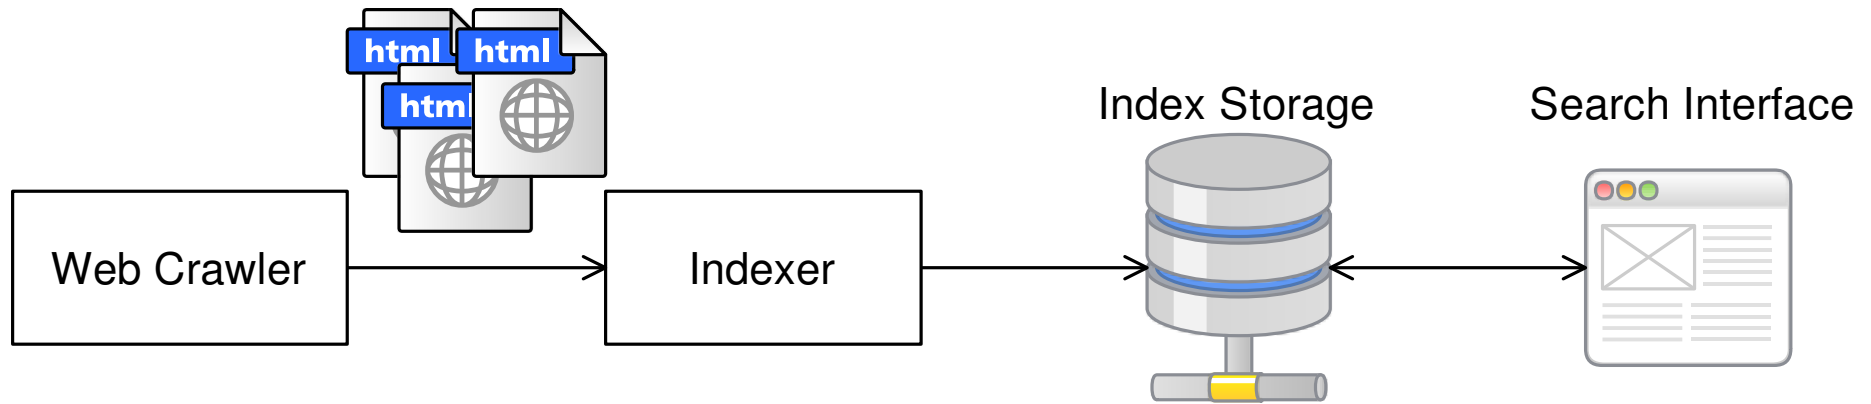 html
html
html
Index Storage
Search Interface
Web Crawler
Indexer